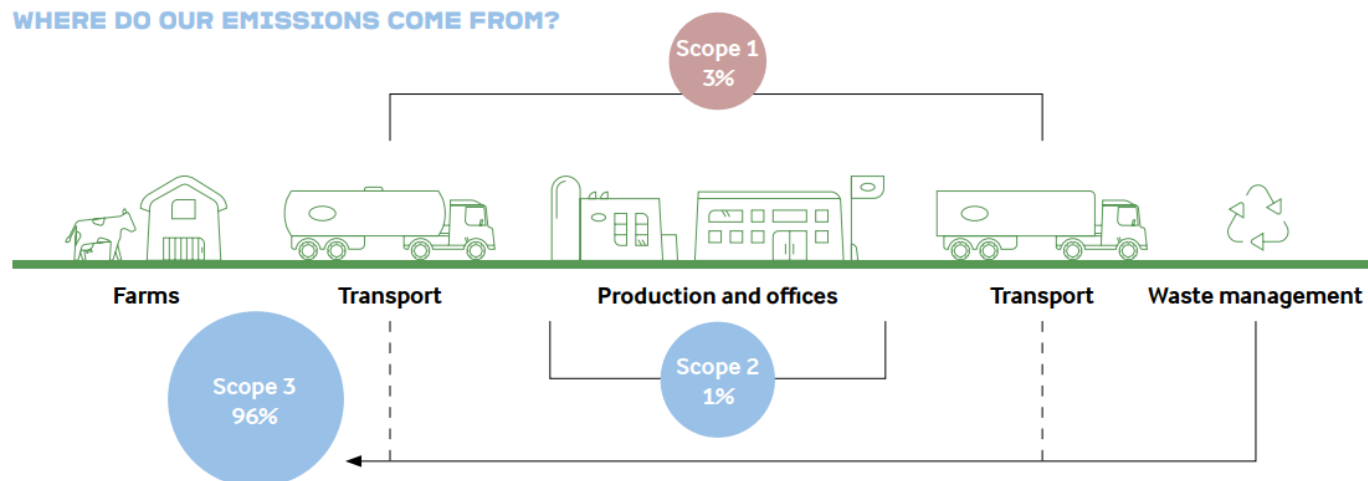 WHERE DO OUR EMISSIONS COME FROM?
Scope 1
3%
Farms
Transport
Production and offices
Transport
Waste management
Scope 3
96%
Scope 2
1%